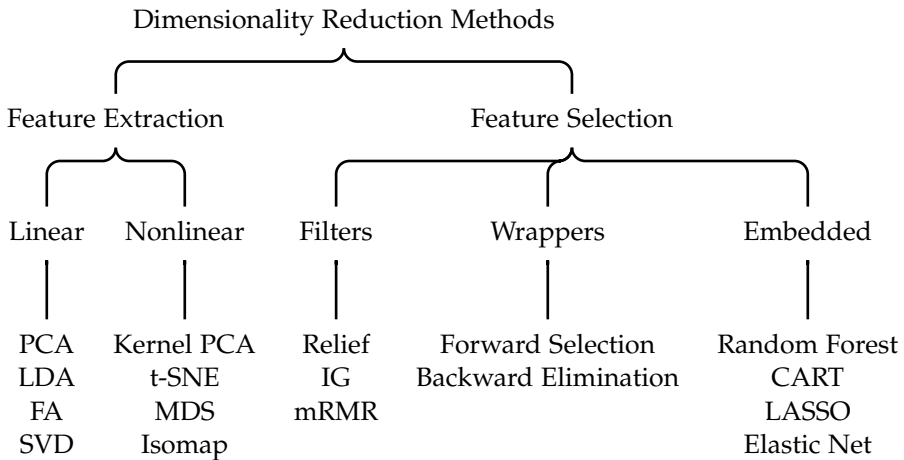 Dimensionality Reduction Methods
Feature Extraction Feature Selection
Linear Nonlinear Filters Wrappers Embedded
PCA Kernel PCA Relief Forward Selection Random Forest
LDA t-SNE IG Backward Elimination CART
FA MDS mRMR LASSO
SVD Isomap Elastic Net